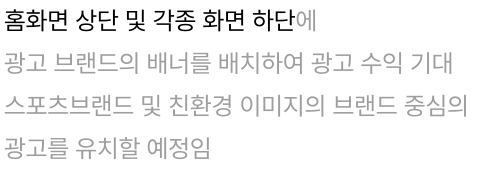 홈화면 상단 및 각종 화면 하단에
광고 브랜드의 배너를 배치하여 광고 수익 기대
스포츠브랜드 및 친환경 이미지의 브랜드 중심의
광고를 유치할 예정임